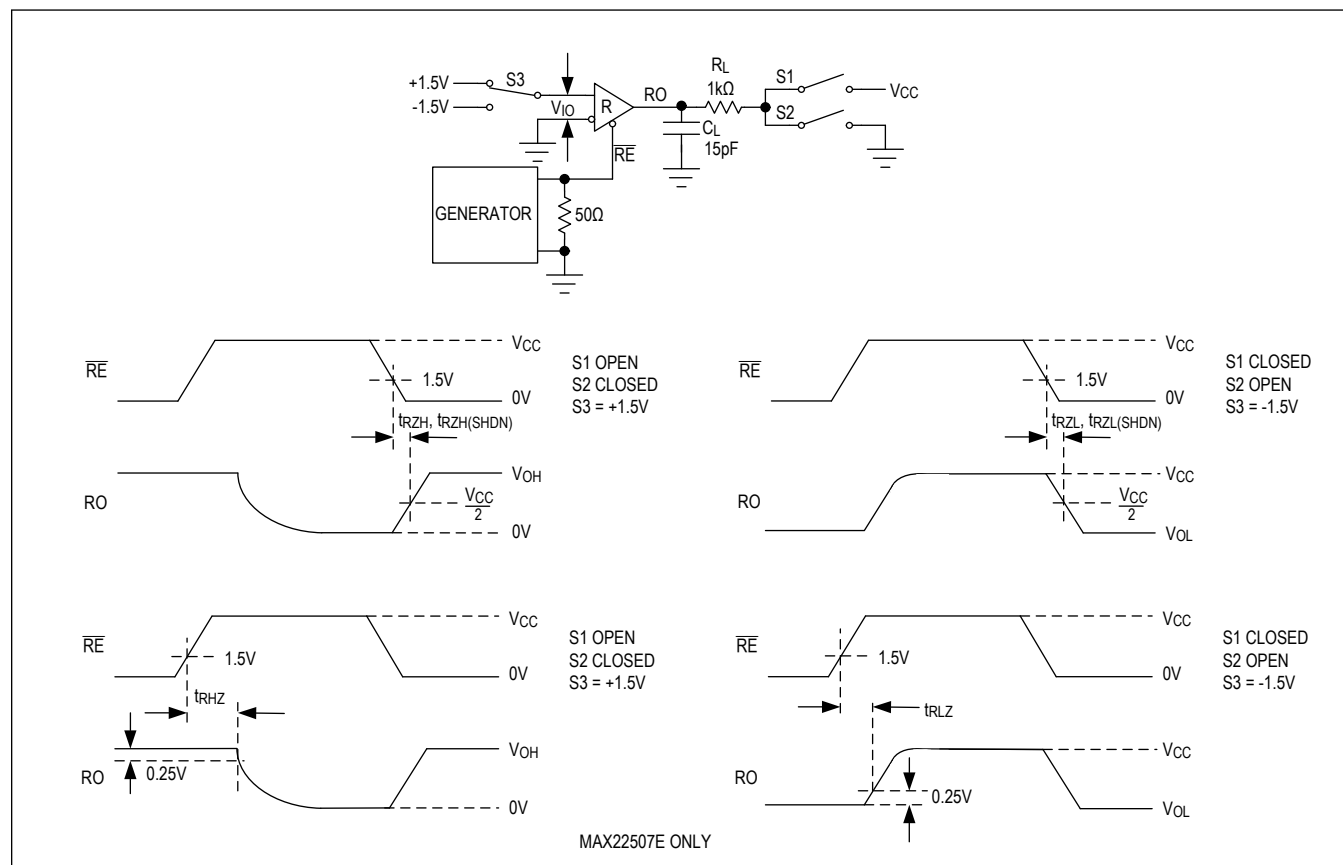 +1.5V
-1.5V
S3
VIO
R
RE
RO
RL
1kΩ
CL
15pF
S1
S2
VCC
GENERATOR
50Ω
RE
VCC
1.5V
0V
S1 OPEN
S2 CLOSED
S3 = +1.5V
tRZH, tRZH(SHDN)
RO
VOH
VCC
2
0V
RE
VCC
1.5V
0V
S1 CLOSED
S2 OPEN
S3 = -1.5V
tRZL, tRZL(SHDN)
RO
VCC
VCC
2
VOL
RE
VCC
1.5V
0V
S1 OPEN
S2 CLOSED
S3 = +1.5V
tRHZ
RO
0.25V
VOH
0V
RE
VCC
1.5V
0V
S1 CLOSED
S2 OPEN
S3 = -1.5V
tRLZ
RO
VCC
0.25V
VOL
MAX22507E ONLY